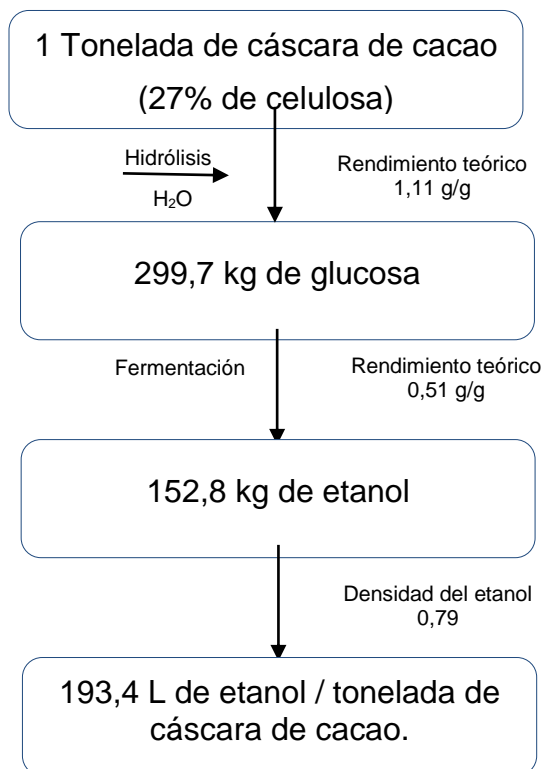 1 Tonelada de cáscara de cacao
(27% de celulosa)
Hidrólisis
H₂O
Rendimiento teórico
1,11 g/g
299,7 kg de glucosa
Fermentación
Rendimiento teórico
0,51 g/g
152,8 kg de etanol
Densidad del etanol
0,79
193,4 L de etanol / tonelada de
cáscara de cacao.